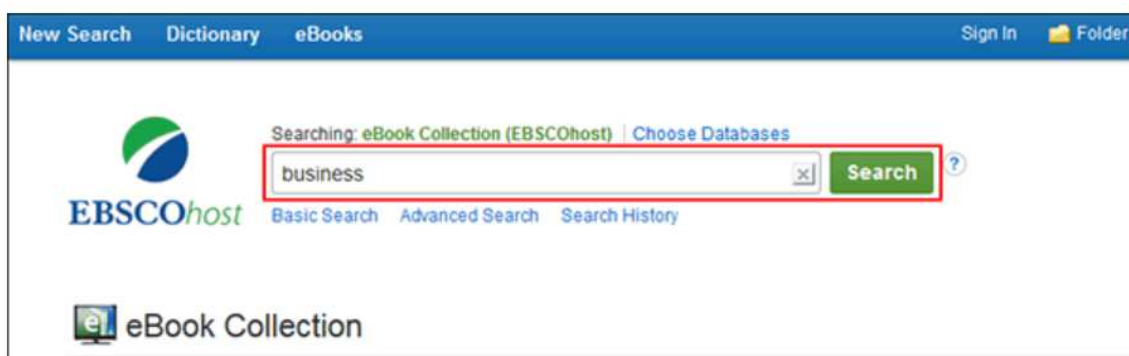 New Search Dictionary eBooks Sign In Folder
Searching: eBook Collection (EBSCOhost) Choose Databases
business Search ?
EBSCOhost Basic Search Advanced Search Search History
eBook Collection